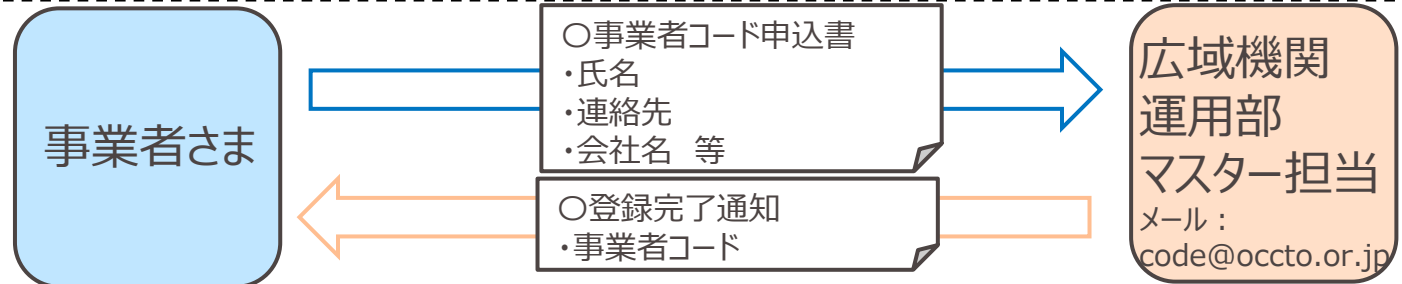 事業者さま
〇事業者コード申込書
・氏名
・連絡先
・会社名 等
〇登録完了通知
・事業者コード
広域機関
運用部
マスター担当
メール：
code@occto.or.jp